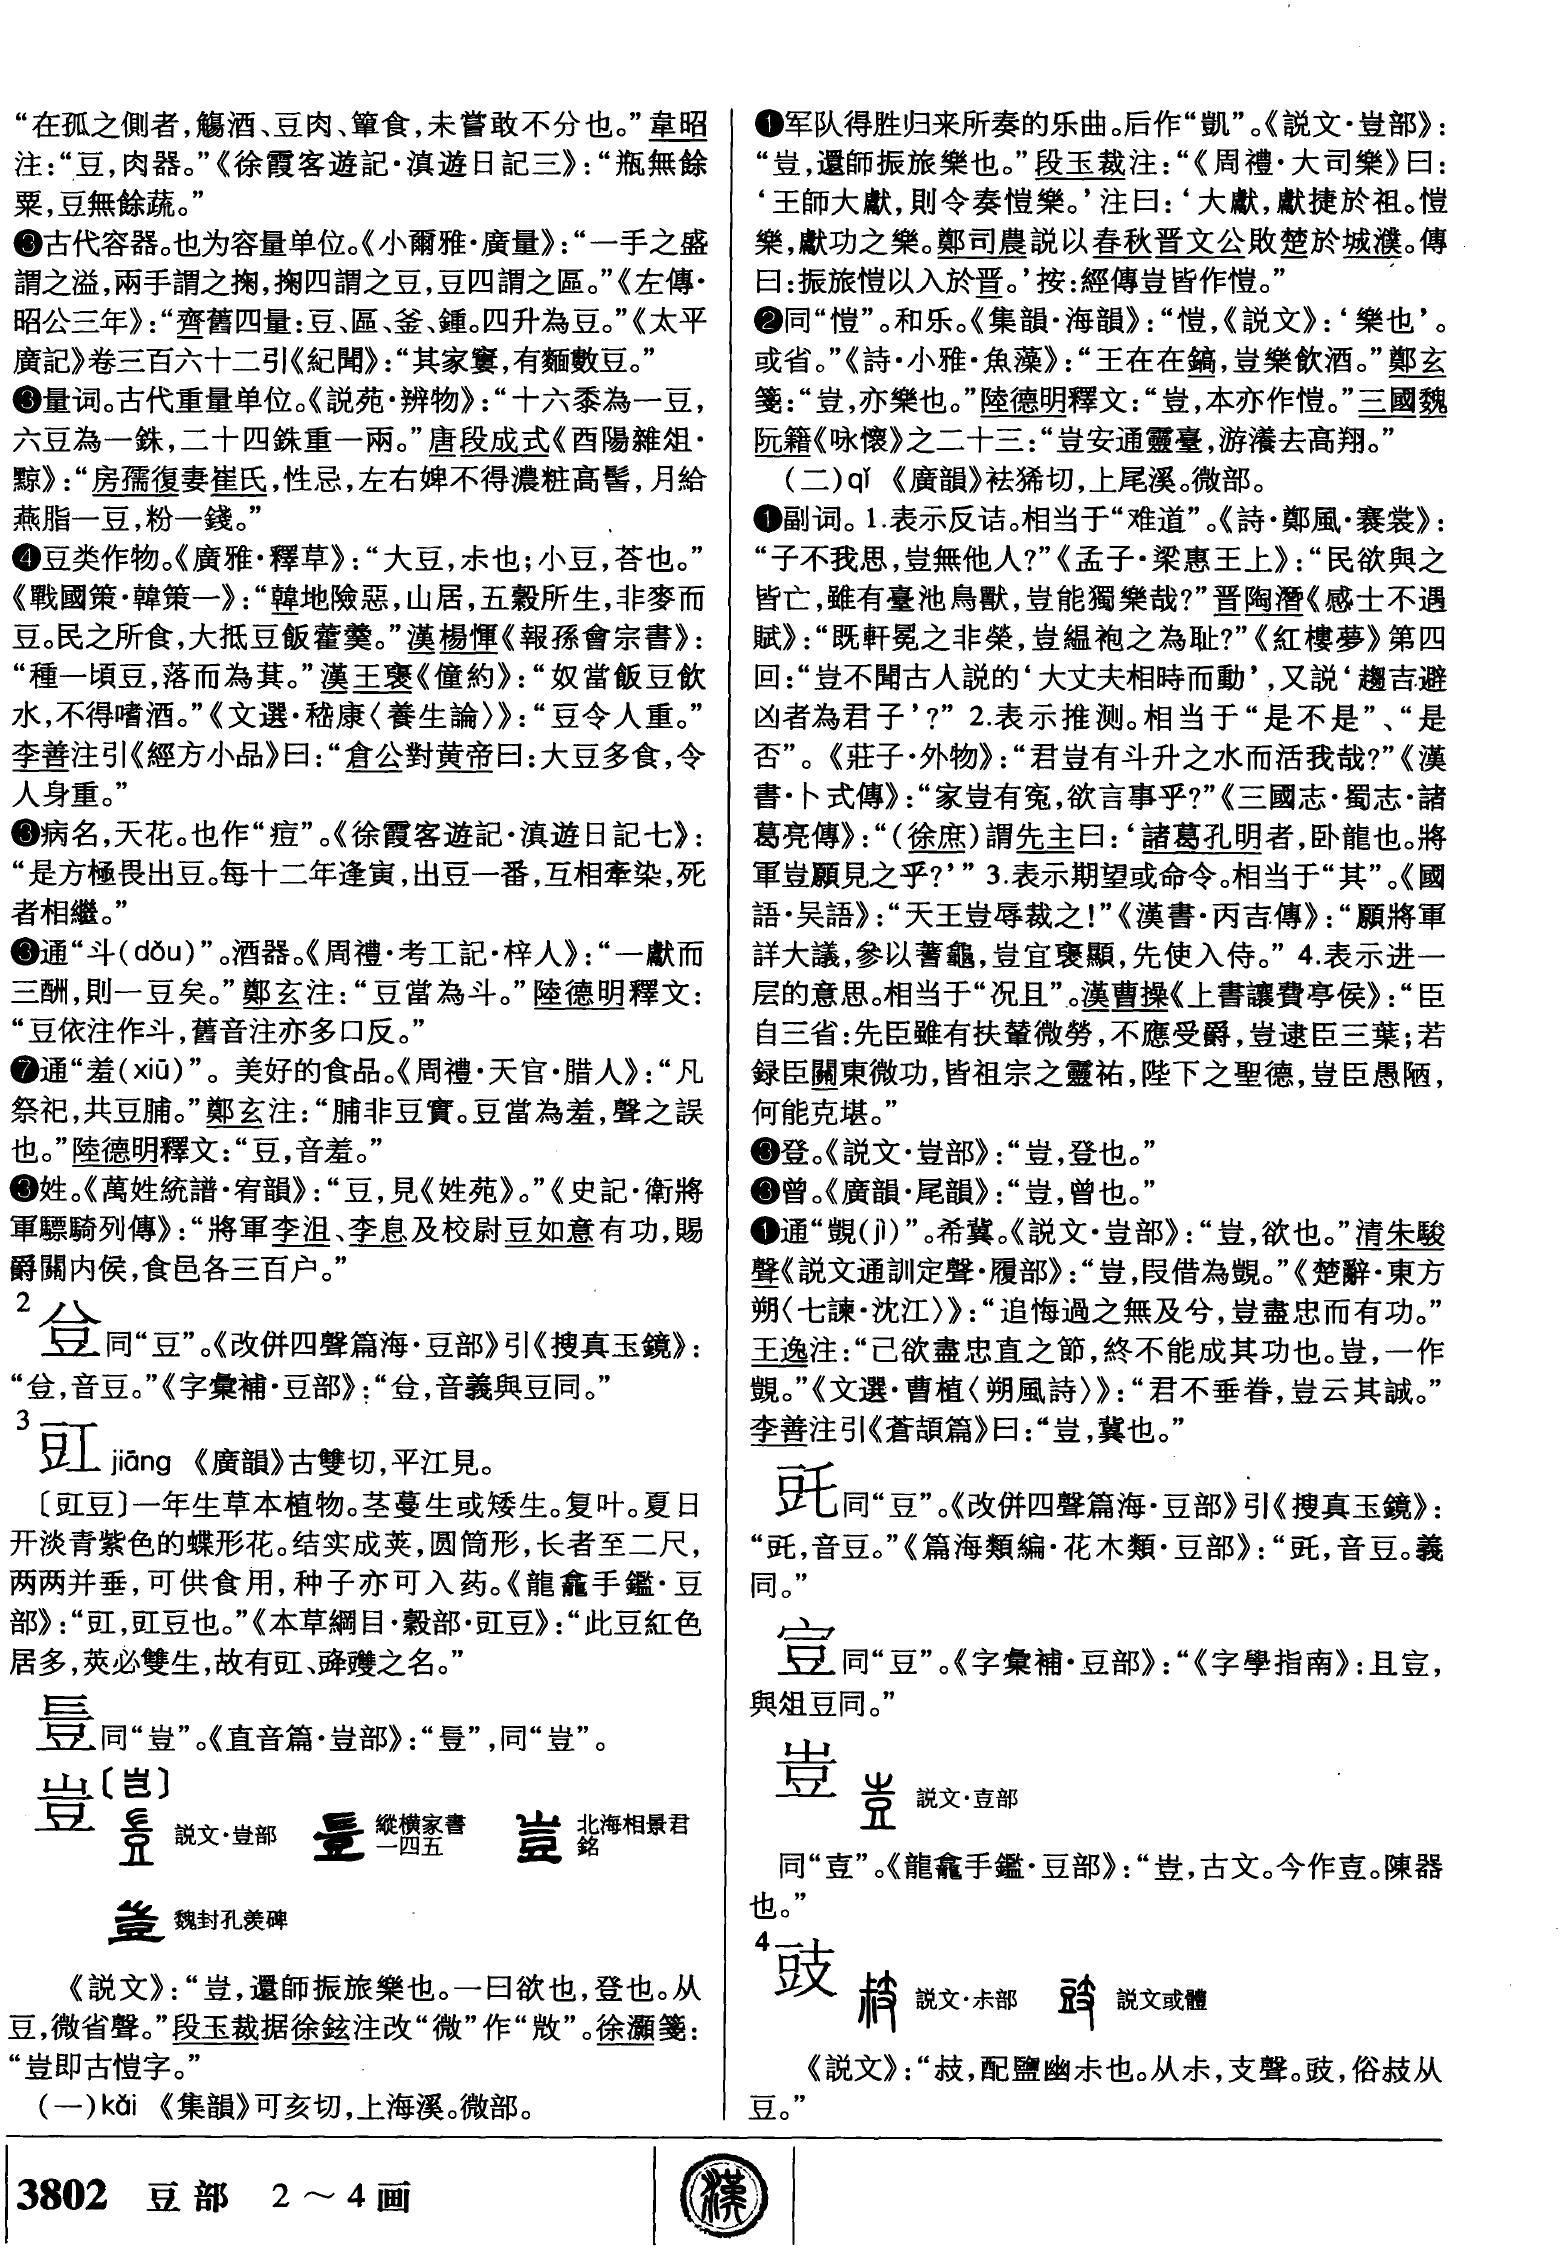 “在孤之側者，觴酒、豆肉、簞食，未嘗敢不分也。”韋昭
注：“豆，肉器。”《徐霞客遊記·滇遊日記三》：“瓶無餘
粟，豆無餘蔬。”
❸古代容器。也为容量单位。《小爾雅·廣量》：“一手之盛
謂之溢，兩手謂之掬，掬四謂之豆，豆四謂之區。”《左傳·
昭公三年》：“齊舊四量：豆、區、釜、鍾。四升為豆。”《太平
廣記》卷三百六十二引《紀聞》：“其家窶，有麵數豆。”
❸量词。古代重量单位。《説苑·辨物》：“十六黍為一豆，
六豆為一銖，二十四銖重一兩。”唐段成式《酉陽雜俎·
黥》：“房孺復妻崔氏，性忌，左右婢不得濃粧高髻，月給
燕脂一豆，粉一錢。”
❹豆类作物。《廣雅·釋草》：“大豆，尗也；小豆，荅也。”
《戰國策·韓策一》：“韓地險惡，山居，五穀所生，非麥而
豆。民之所食，大抵豆飯藿羹。”漢楊惲《報孫會宗書》：
“種一頃豆，落而為萁。”漢王褒《僮約》：“奴當飯豆飲
水，不得嗜酒。”《文選·嵇康〈養生論〉》：“豆令人重。”
李善注引《經方小品》曰：“倉公對黄帝曰：大豆多食，令
人身重。”
❸病名，天花。也作“痘”。《徐霞客遊記·滇遊日記七》：
“是方極畏出豆。每十二年逢寅，出豆一番，互相牽染，死
者相繼。”
❸通“斗(dǒu)”。酒器。《周禮·考工記·梓人》：“一獻而
三酬，則一豆矣。”鄭玄注：“豆當為斗。”陸德明釋文：
“豆依注作斗，舊音注亦多口反。”
❼通“羞(xiū)”。美好的食品。《周禮·天官·腊人》：“凡
祭祀，共豆脯。”鄭玄注：“脯非豆實。豆當為羞，聲之誤
也。”陸德明釋文：“豆，音羞。”
❸姓。《萬姓統譜·宥韻》：“豆，見《姓苑》。”《史記·衛將
軍驃騎列傳》：“將軍李沮、李息及校尉豆如意有功，賜
爵關内侯，食邑各三百户。”
2
同“豆”。《改併四聲篇海·豆部》引《搜真玉鏡》：
“，音豆。”《字彙補·豆部》：“，音義與豆同。”
3
豇 jiāng 《廣韻》古雙切，平江見。
〔豇豆〕一年生草本植物。茎蔓生或矮生。复叶。夏日
开淡青紫色的蝶形花。结实成荚，圆筒形，长者至二尺，
两两并垂，可供食用，种子亦可入药。《龍龕手鑑·豆
部》：“豇，豇豆也。”《本草綱目·穀部·豇豆》：“此豆紅色
居多，莢必雙生，故有豇、䜶𧯤之名。”
同“豈”。《直音篇·豈部》：“”，同“豈”。
豈〔岂〕
説文·豈部
縱横家書
一四五
北海相景君
銘
魏封孔羨碑
《説文》：“豈，還師振旅樂也。一曰欲也，登也。从
豆，微省聲。”段玉裁据徐鉉注改“微”作“敚”。徐灝箋：
“豈即古愷字。”
(一)kǎi 《集韻》可亥切，上海溪。微部。
❶军队得胜归来所奏的乐曲。后作“凱”。《説文·豈部》：
“豈，還師振旅樂也。”段玉裁注：“《周禮·大司樂》曰：
‘王師大獻，則令奏愷樂。’注曰：‘大獻，獻捷於祖。愷
樂，獻功之樂。鄭司農説以春秋晋文公敗楚於城濮。傳
曰：振旅愷以入於晋。’按：經傳豈皆作愷。”
❷同“愷”。和乐。《集韻·海韻》：“愷，《説文》：‘樂也’。
或省。”《詩·小雅·魚藻》：“王在在鎬，豈樂飲酒。”鄭玄
箋：“豈，亦樂也。”陸德明釋文：“豈，本亦作愷。”三國魏
阮籍《咏懷》之二十三：“豈安通靈臺，游瀁去高翔。”
(二)qǐ 《廣韻》袪狶切，上尾溪。微部。
❶副词。1.表示反诘。相当于“难道”。《詩·鄭風·褰裳》：
“子不我思，豈無他人？”《孟子·梁惠王上》：“民欲與之
皆亡，雖有臺池鳥獸，豈能獨樂哉？”晋陶潛《感士不遇
賦》：“既軒冕之非榮，豈緼袍之為耻？”《紅樓夢》第四
回：“豈不聞古人説的‘大丈夫相時而動’，又説‘趨吉避
凶者為君子’？”2.表示推测。相当于“是不是”、“是
否”。《莊子·外物》：“君豈有斗升之水而活我哉？”《漢
書·卜式傳》：“家豈有寃，欲言事乎？”《三國志·蜀志·諸
葛亮傳》：“(徐庶)謂先主曰：‘諸葛孔明者，卧龍也。將
軍豈願見之乎？’”3.表示期望或命令。相当于“其”。《國
語·吴語》：“天王豈辱裁之！”《漢書·丙吉傳》：“願將軍
詳大議，參以蓍龜，豈宜褒顯，先使入侍。”4.表示进一
层的意思。相当于“况且”。漢曹操《上書讓費亭侯》：“臣
自三省：先臣雖有扶輦微勞，不應受爵，豈逮臣三葉；若
録臣關東微功，皆祖宗之靈祐，陛下之聖德，豈臣愚陋，
何能克堪。”
❸登。《説文·豈部》：“豈，登也。”
❸曾。《廣韻·尾韻》：“豈，曾也。”
❶通“覬(jì)”。希冀。《説文·豈部》：“豈，欲也。”清朱駿
聲《説文通訓定聲·履部》：“豈，叚借為覬。”《楚辭·東方
朔〈七諫·沈江〉》：“追悔過之無及兮，豈盡忠而有功。”
王逸注：“己欲盡忠直之節，終不能成其功也。豈，一作
覬。”《文選·曹植〈朔風詩〉》：“君不垂眷，豈云其誠。”
李善注引《蒼頡篇》曰：“豈，冀也。”
同“豆”。《改併四聲篇海·豆部》引《搜真玉鏡》：
“，音豆。”《篇海類編·花木類·豆部》：“，音豆。義
同。”
同“豆”。《字彙補·豆部》：“《字學指南》：且，
與俎豆同。”
説文·壴部
同“壴”。《龍龕手鑑·豆部》：“，古文。今作壴。陳器
也。”
4
豉
説文·尗部
説文或體
《説文》：“𢻃，配鹽幽尗也。从尗，支聲。豉，俗𢻃从
豆。”
3802 豆部 2～4画
漢